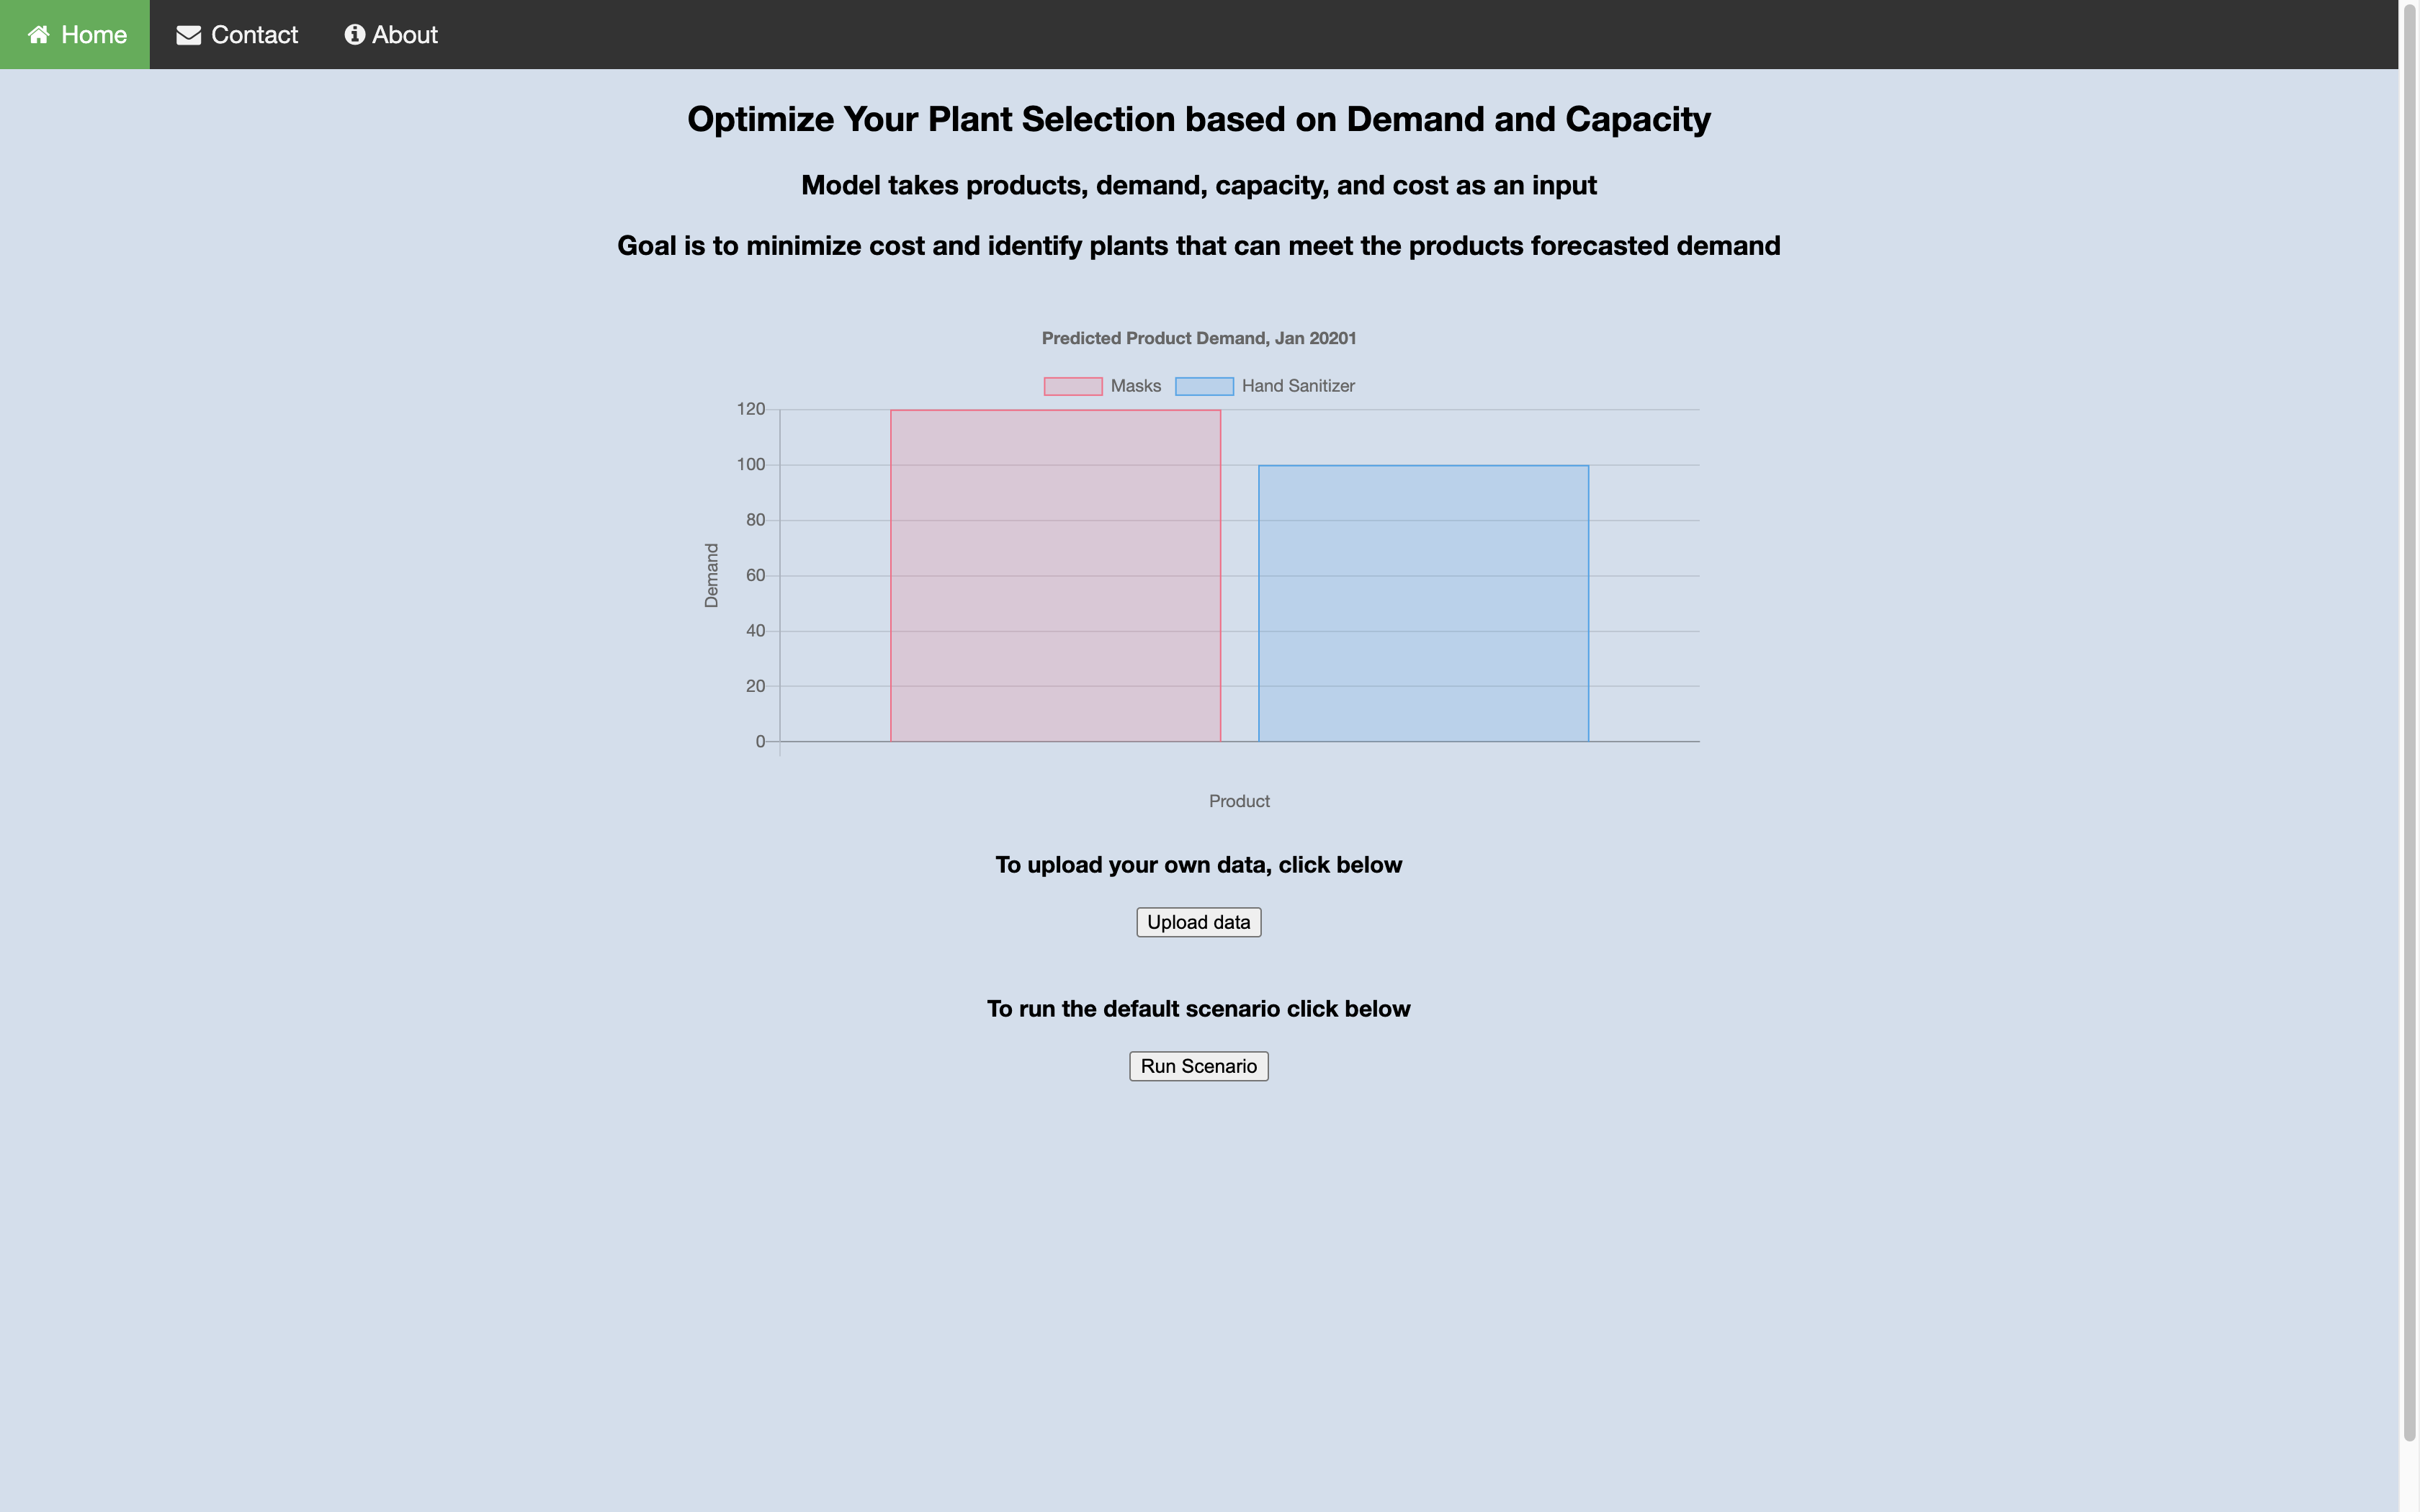 Home Contact About
Optimize Your Plant Selection based on Demand and Capacity
Model takes products, demand, capacity, and cost as an input
Goal is to minimize cost and identify plants that can meet the products forecasted demand
Predicted Product Demand, Jan 20201
Masks Hand Sanitizer
120
100
80
60
40
20
0
Demand
Product
To upload your own data, click below
Upload data
To run the default scenario click below
Run Scenario